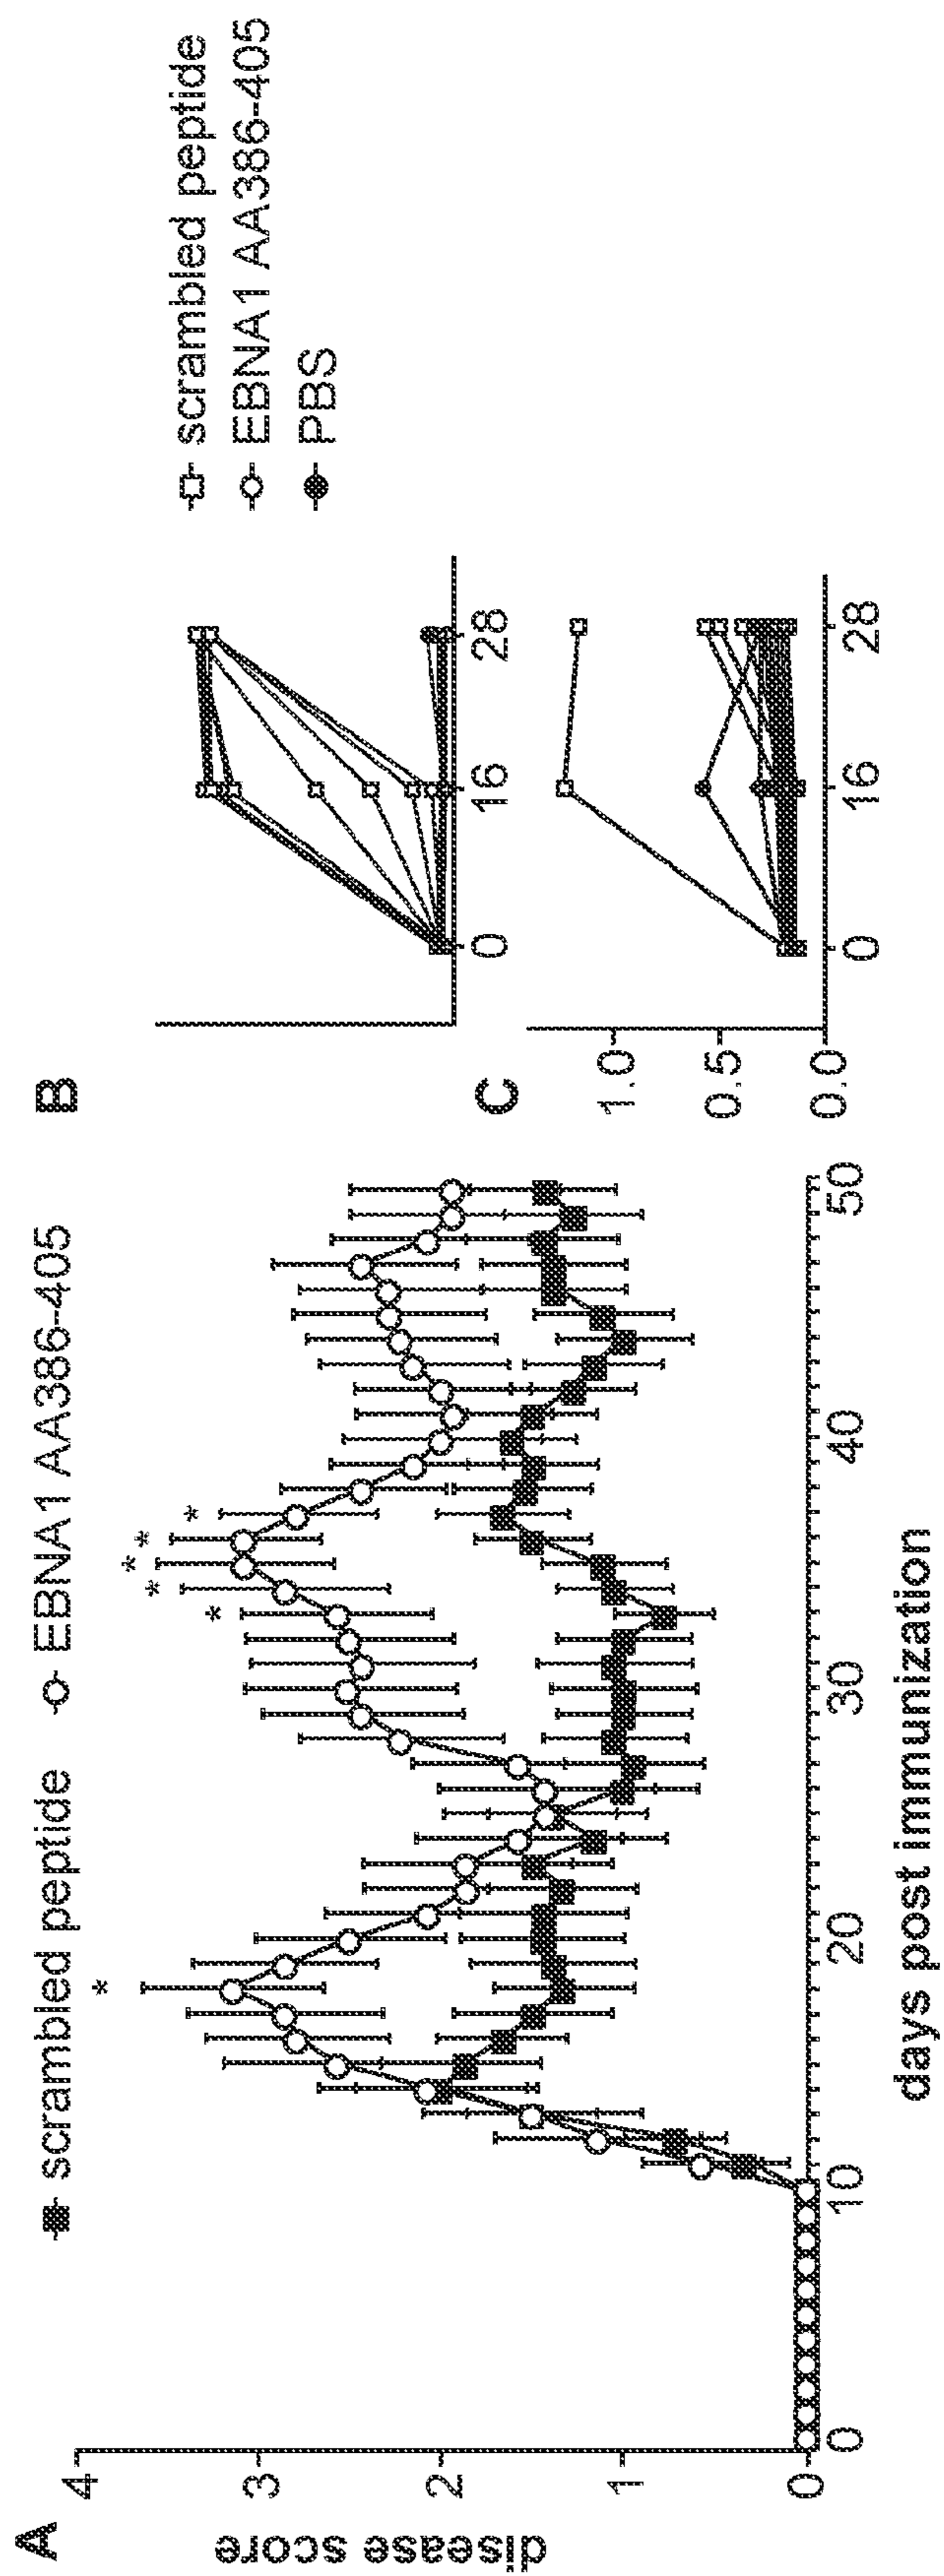 A
scrambled peptide
EBNA1 AA386-405
disease score
4
3
2
1
0
* * * * * *
0 10 20 30 40 50
days post immunization
B
0 16 28
scrambled peptide
EBNA1 AA386-405
PBS
C
1.0
0.5
0.0
0 16 28